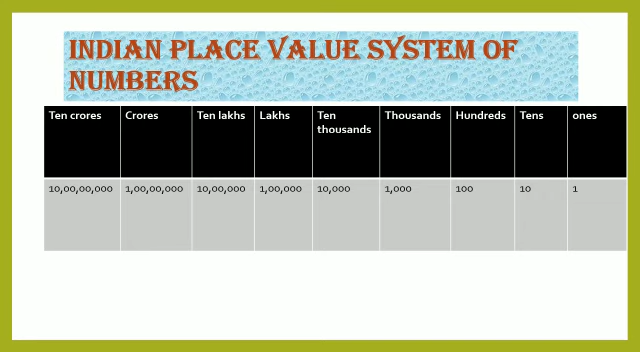 INDIAN PLACE VALUE SYSTEM OF
NUMBERS
Ten crores Crores Ten lakhs Lakhs Ten thousands Thousands Hundreds Tens ones
10,00,00,000 1,00,00,000 10,00,000 1,00,000 10,000 1,000 100 10 1